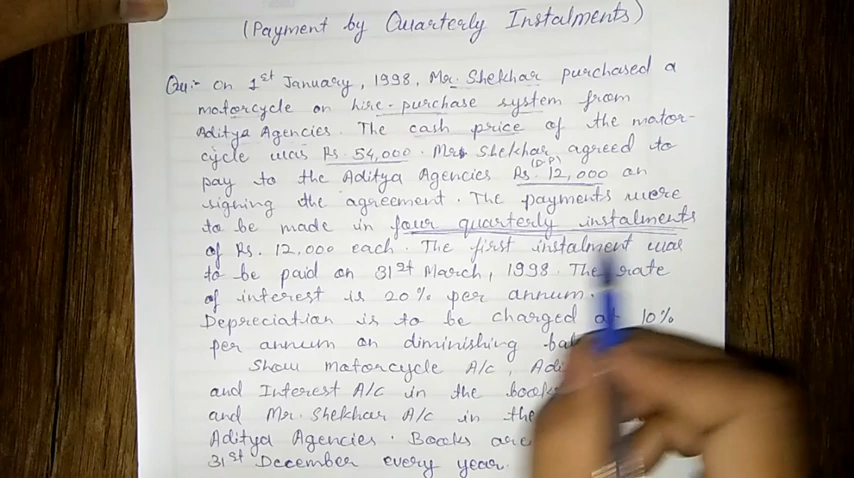 (Payment by Quarterly Instalments)
Qu:- On 1st January, 1998, Mr. Shekhar purchased a
motorcycle on hire-purchase system from
Aditya Agencies. The cash price of the motor-
cycle was Rs. 54,000. Mr. Shekhar agreed to
(D.P)
pay to the Aditya Agencies Rs. 12,000 on
signing the agreement. The payments were
to be made in four quarterly instalments
of Rs. 12,000 each. The first instalment was
to be paid on 31st March, 1998. The rate
of interest is 20% per annum.
Depreciation is to be charged at 10%
per annum on diminishing
Show Motorcycle A/c,
and Interest A/c in the
and Mr. Shekhar A/c in the
Aditya Agencies. Books are
31st December every year.